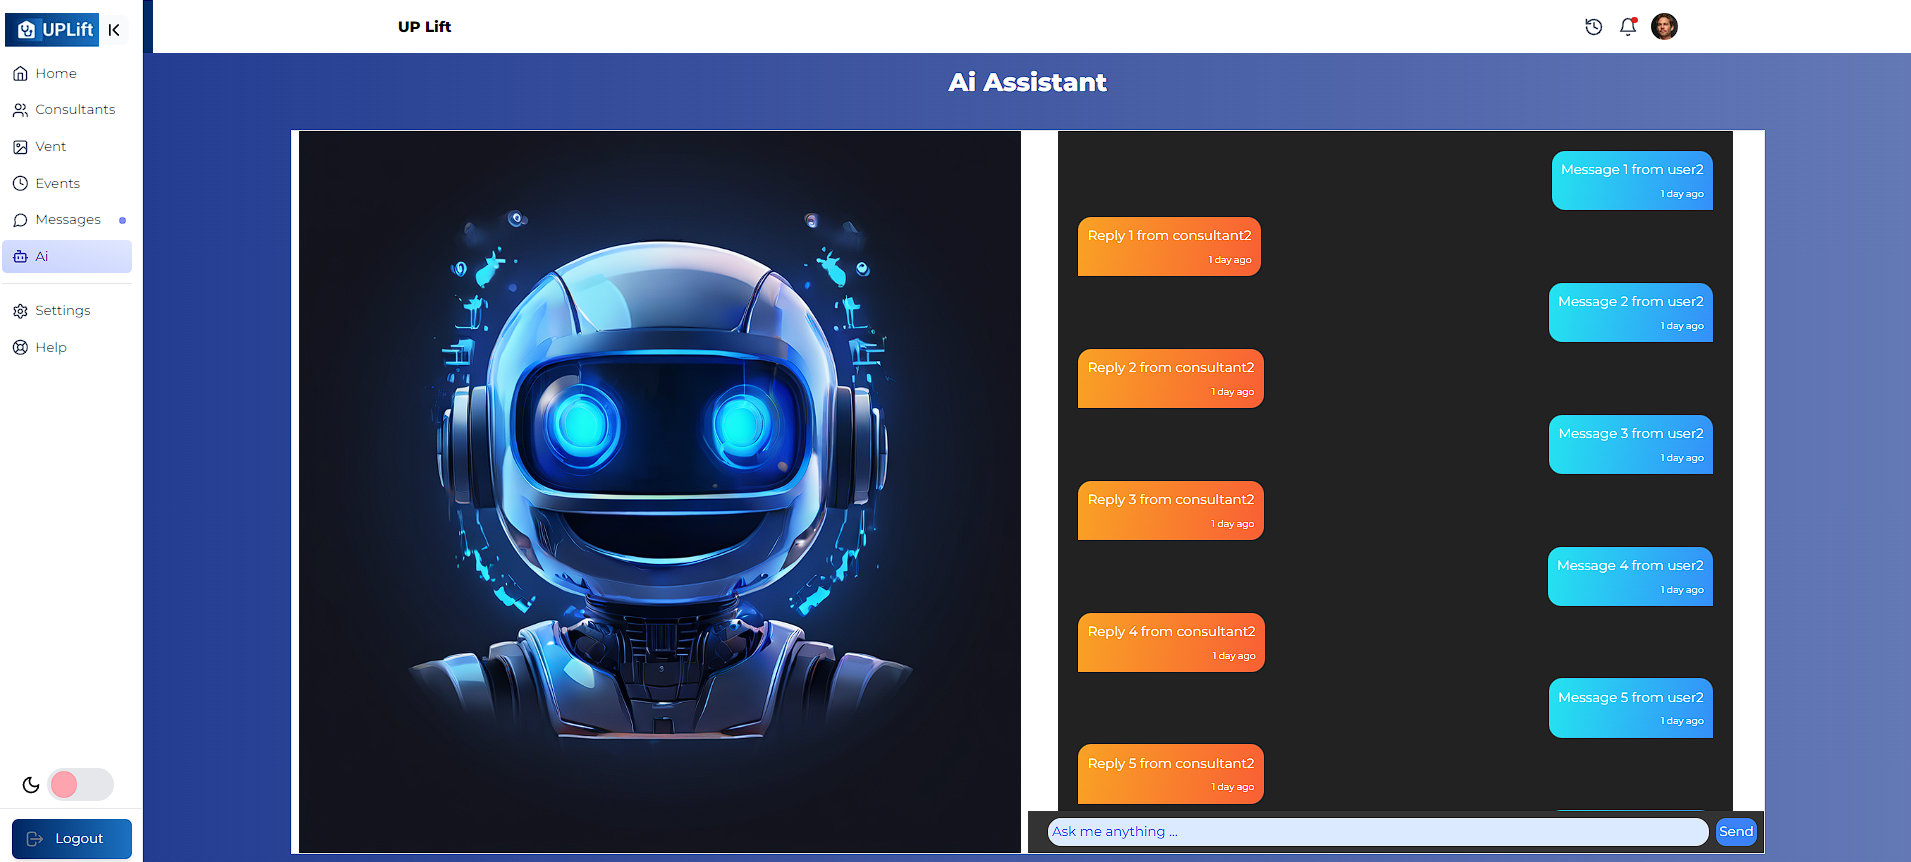 UPLift
Home
Consultants
Vent
Events
Messages
Ai
Settings
Help
Logout
UP Lift
Ai Assistant
Message 1 from user2
1 day ago
Reply 1 from consultant2
1 day ago
Message 2 from user2
1 day ago
Reply 2 from consultant2
1 day ago
Message 3 from user2
1 day ago
Reply 3 from consultant2
1 day ago
Message 4 from user2
1 day ago
Reply 4 from consultant2
1 day ago
Message 5 from user2
1 day ago
Reply 5 from consultant2
1 day ago
Ask me anything ...
Send